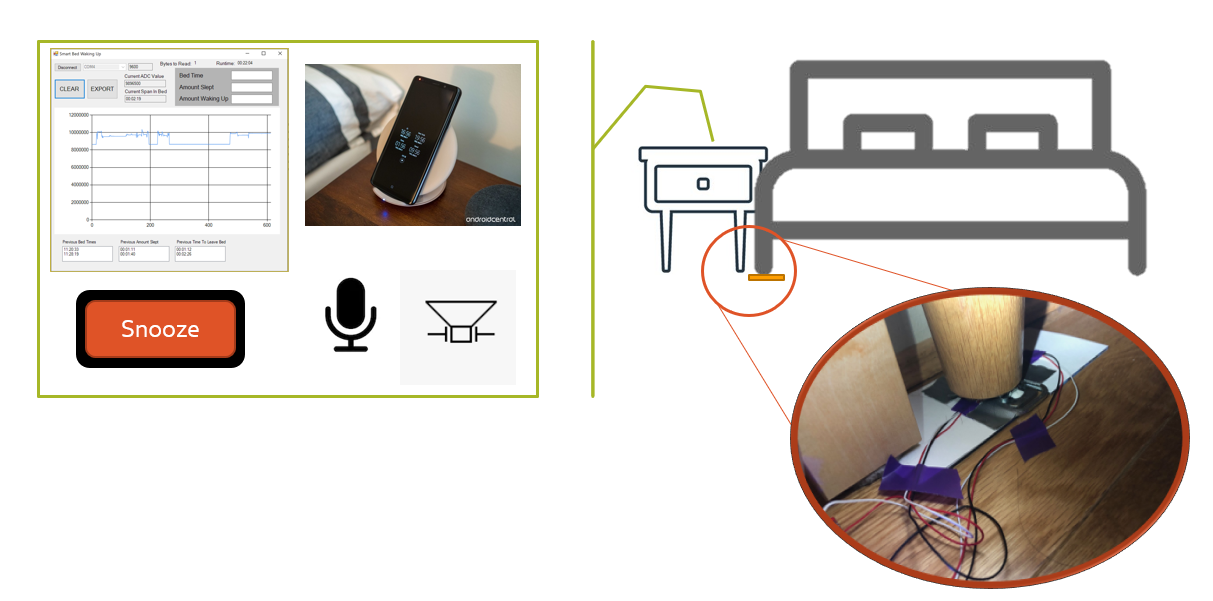 Smart Bed Waking Up
Disconnect COM4 9600 Bytes to Read: 1 Runtime: 00:22:04
CLEAR EXPORT
Current ADC Value
Current Span In Bed
00:02:19
Bed Time
Amount Slept
Amount Waking Up
12000000
10000000
8000000
6000000
4000000
2000000
0
0 200 400 600
Previous Bed Times
11:20:33
11:20:19
Previous Amount Slept
00:01:11
00:01:40
Previous Time To Leave Bed
00:01:12
00:02:26
androidcentral
Snooze